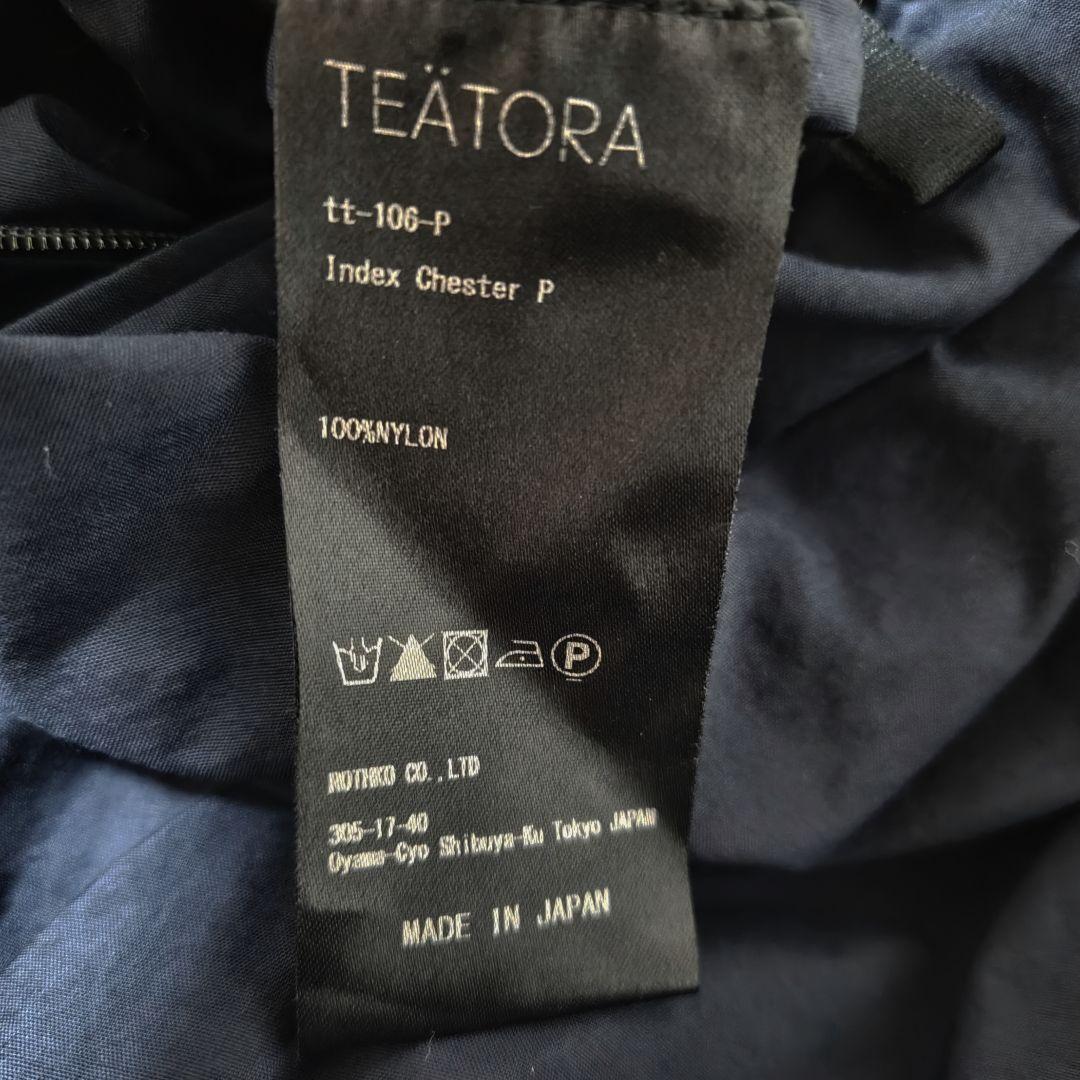 TEÄTORA
tt-106-P
Index Chester P
100%NYLON
P
ROTHKO CO.,LTD
305-17-40
Oyama-Cyo Shibuya-Ku Tokyo JAPAN
MADE IN JAPAN